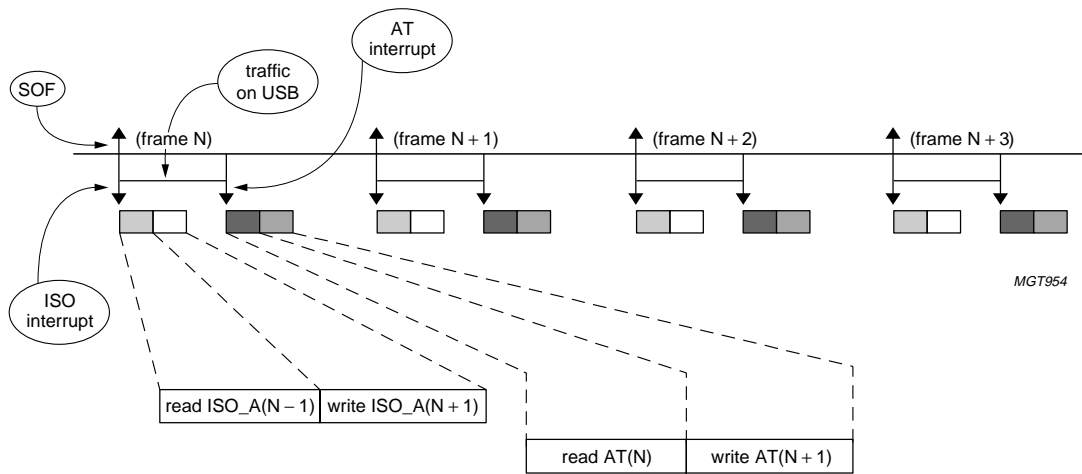 AT
interrupt
traffic
on USB
SOF
(frame N)
(frame N + 1)
(frame N + 2)
(frame N + 3)
MGT954
ISO
interrupt
read ISO_A(N − 1)
write ISO_A(N + 1)
read AT(N)
write AT(N + 1)